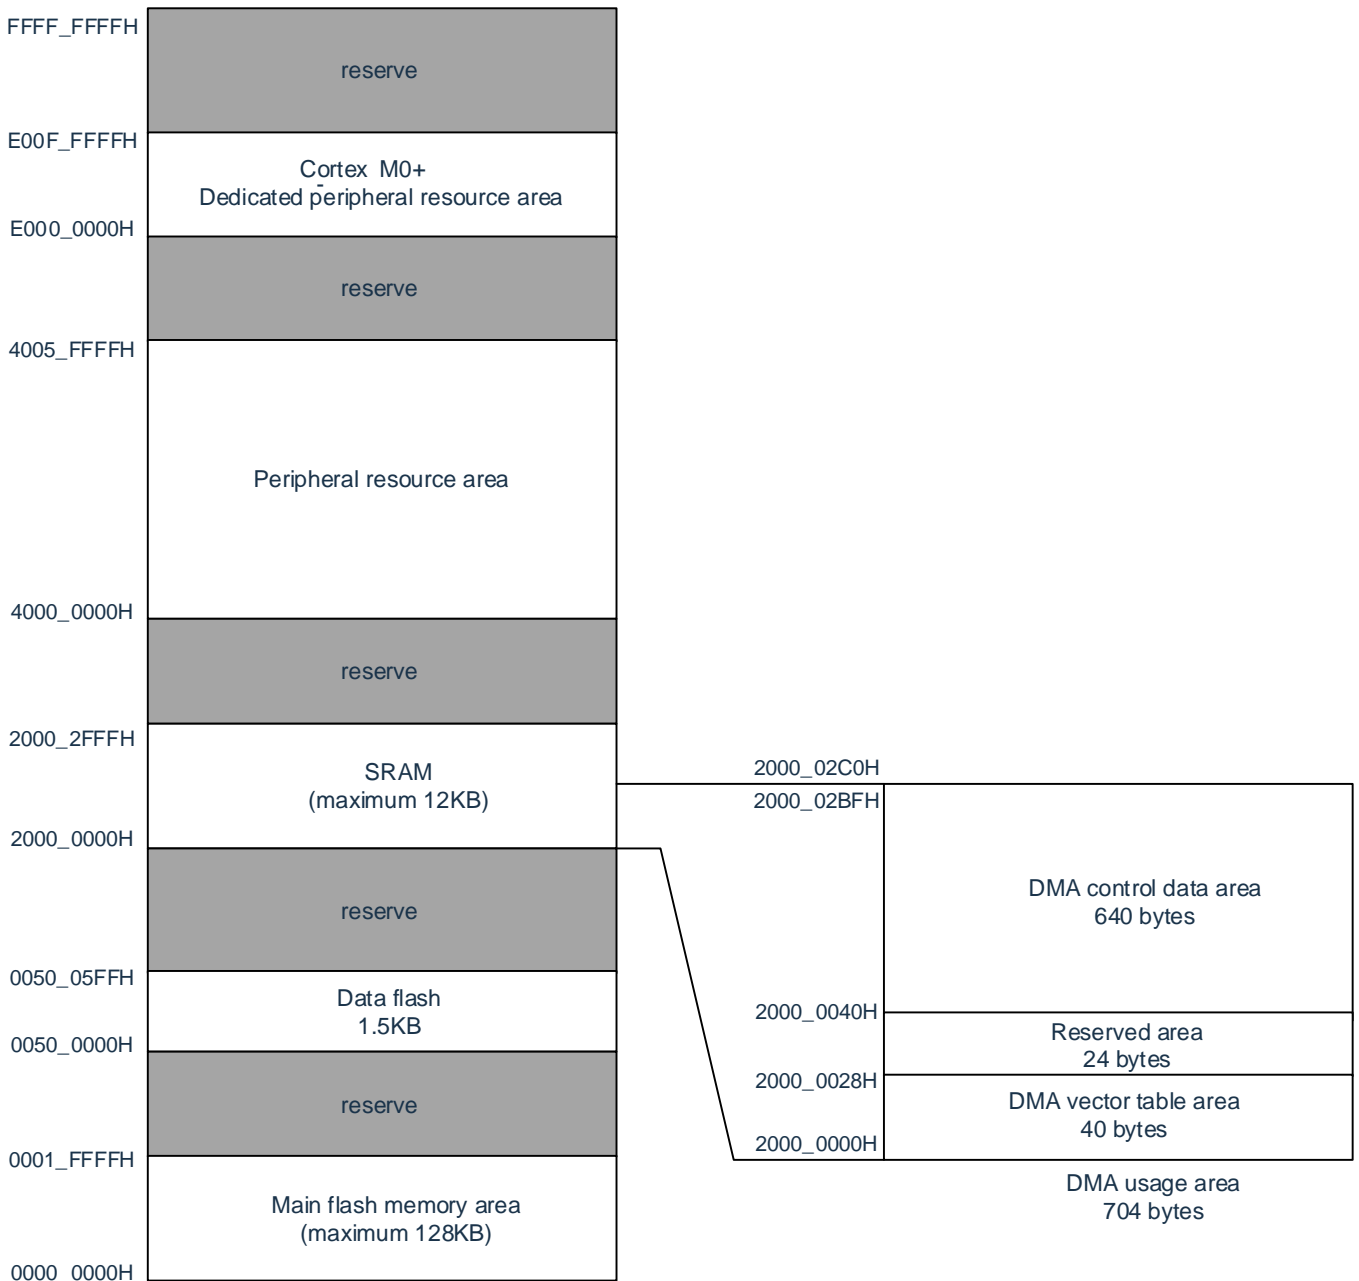 FFFF_FFFFH
reserve
E00F_FFFFH
Cortex M0+
Dedicated peripheral resource area
E000_0000H
reserve
4005_FFFFH
Peripheral resource area
4000_0000H
reserve
2000_2FFFH
SRAM
(maximum 12KB)
2000_0000H
reserve
0050_05FFH
Data flash
1.5KB
0050_0000H
reserve
0001_FFFFH
Main flash memory area
(maximum 128KB)
0000_0000H
2000_02C0H
2000_02BFH
DMA control data area
640 bytes
2000_0040H
Reserved area
24 bytes
2000_0028H
DMA vector table area
40 bytes
2000_0000H
DMA usage area
704 bytes